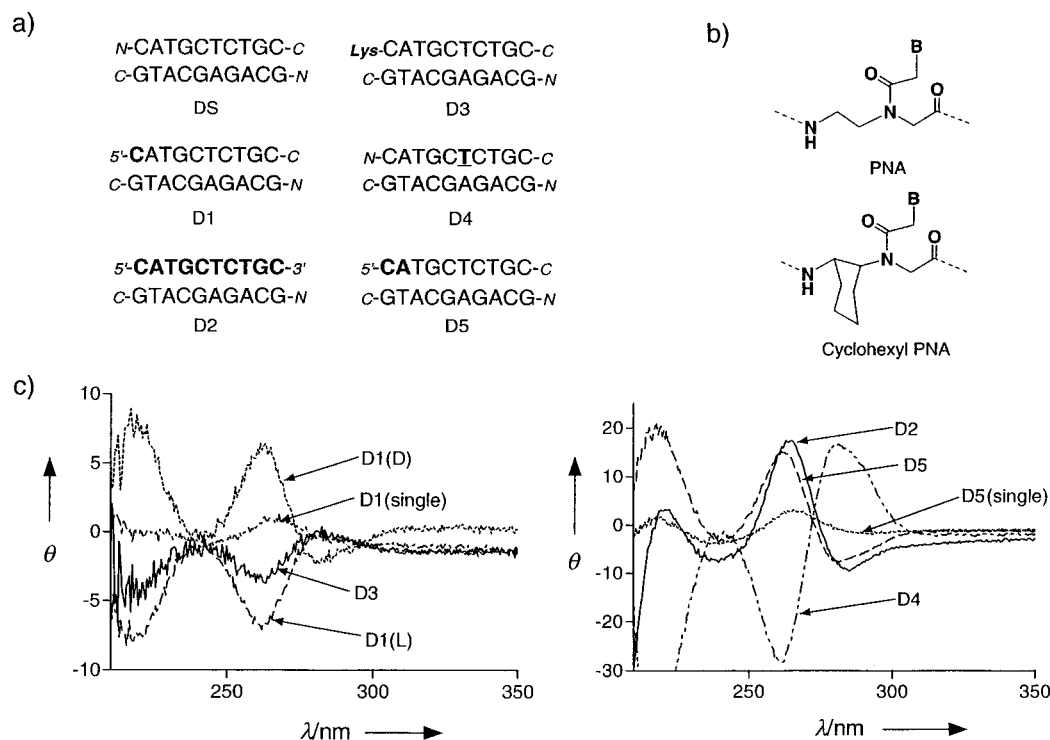 a)
N-CATGCTCTGC-C
C-GTACGAGACG-N
DS
Lys-CATGCTCTGC-C
C-GTACGAGACG-N
D3
5'-CATGCTCTGC-C
C-GTACGAGACG-N
D1
N-CATGCTCTGC-C
C-GTACGAGACG-N
D4
5'-CATGCTCTGC-3'
C-GTACGAGACG-N
D2
5'-CATGCTCTGC-C
C-GTACGAGACG-N
D5
b)
B
O
O
N
N
H
PNA
B
O
O
N
N
H
Cyclohexyl PNA
c)
10
5
0
-5
-10
θ
D1(D)
D1(single)
D3
D1(L)
250
300
350
λ/nm
20
10
0
-10
-20
-30
θ
D2
D5
D5(single)
D4
250
300
350
λ/nm